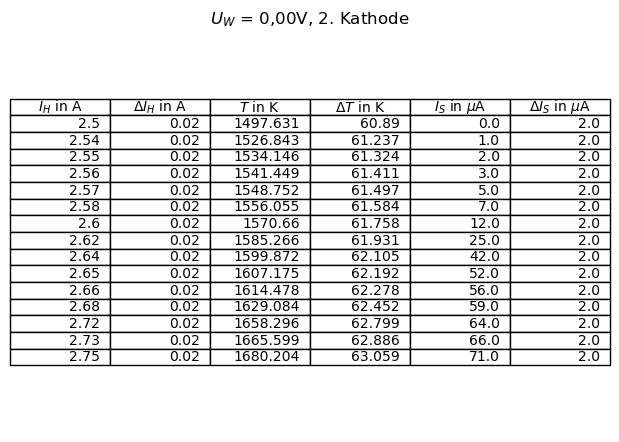 U_W = 0,00V, 2. Kathode
I_H in A ΔI_H in A T in K ΔT in K I_S in μA ΔI_S in μA
2.5 0.02 1497.631 60.89 0.0 2.0
2.54 0.02 1526.843 61.237 1.0 2.0
2.55 0.02 1534.146 61.324 2.0 2.0
2.56 0.02 1541.449 61.411 3.0 2.0
2.57 0.02 1548.752 61.497 5.0 2.0
2.58 0.02 1556.055 61.584 7.0 2.0
2.6 0.02 1570.66 61.758 12.0 2.0
2.62 0.02 1585.266 61.931 25.0 2.0
2.64 0.02 1599.872 62.105 42.0 2.0
2.65 0.02 1607.175 62.192 52.0 2.0
2.66 0.02 1614.478 62.278 56.0 2.0
2.68 0.02 1629.084 62.452 59.0 2.0
2.72 0.02 1658.296 62.799 64.0 2.0
2.73 0.02 1665.599 62.886 66.0 2.0
2.75 0.02 1680.204 63.059 71.0 2.0